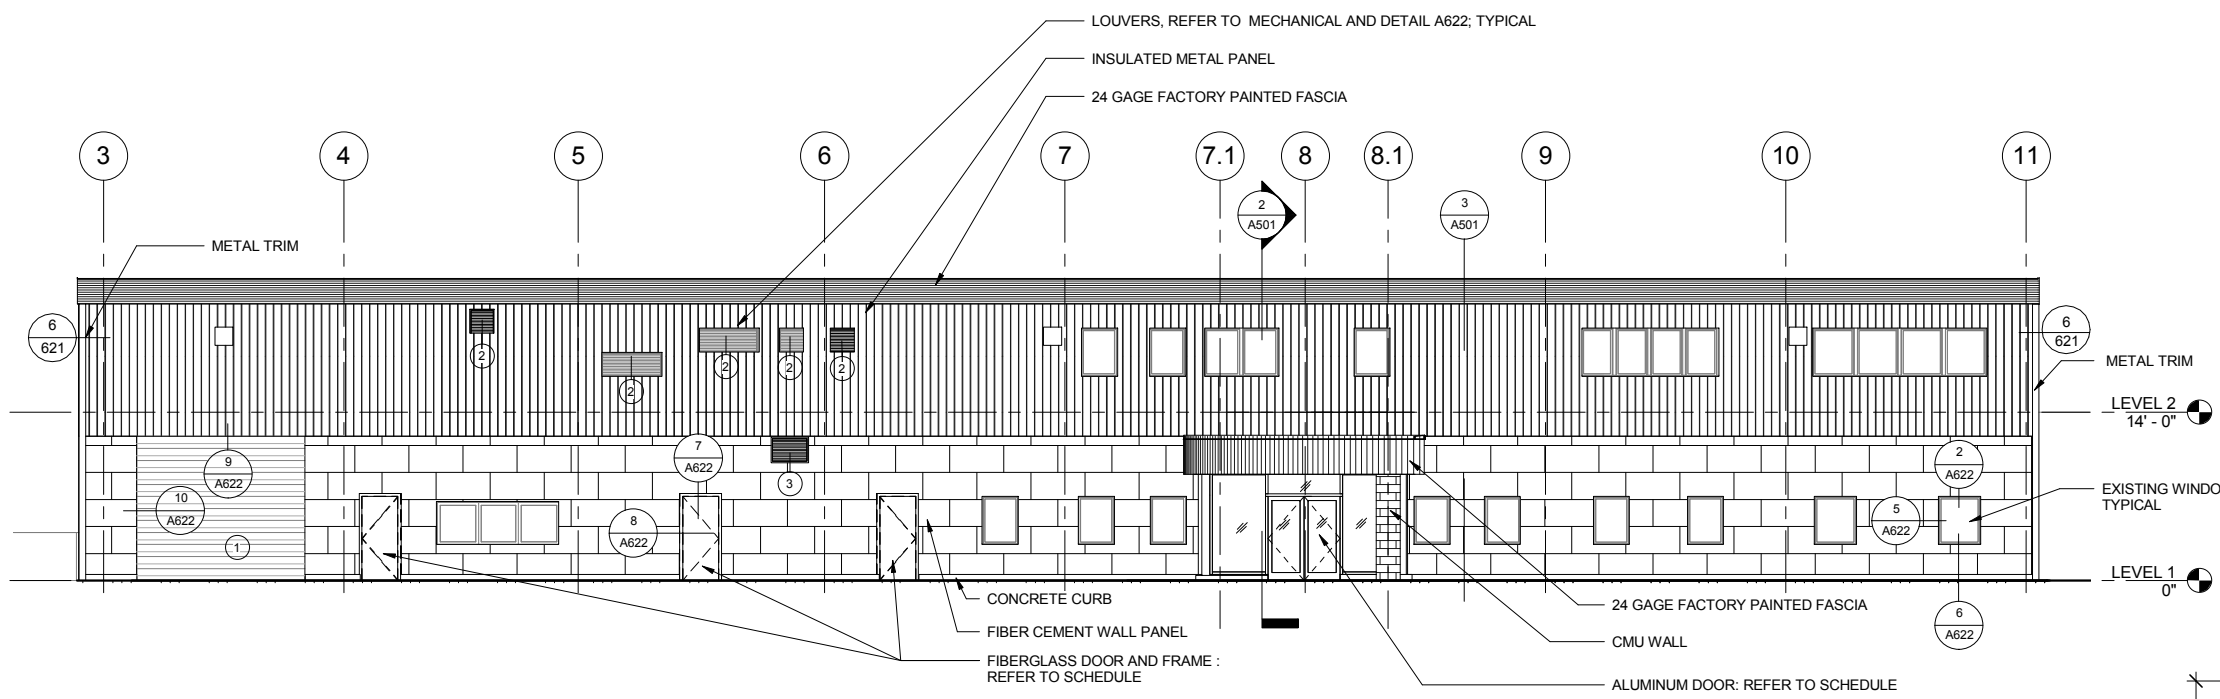 LOUVERS, REFER TO MECHANICAL AND DETAIL A622; TYPICAL
INSULATED METAL PANEL
24 GAGE FACTORY PAINTED FASCIA
3
4
5
6
7
7.1
8
8.1
9
10
11
2
A501
3
A501
METAL TRIM
6
621
2
2
2
2
2
6
621
METAL TRIM
LEVEL 2
14' - 0"
9
A622
10
A622
1
7
A622
8
A622
3
2
A622
5
A622
EXISTING WINDO
TYPICAL
LEVEL 1
0"
6
A622
CONCRETE CURB
FIBER CEMENT WALL PANEL
FIBERGLASS DOOR AND FRAME :
REFER TO SCHEDULE
24 GAGE FACTORY PAINTED FASCIA
CMU WALL
ALUMINUM DOOR: REFER TO SCHEDULE